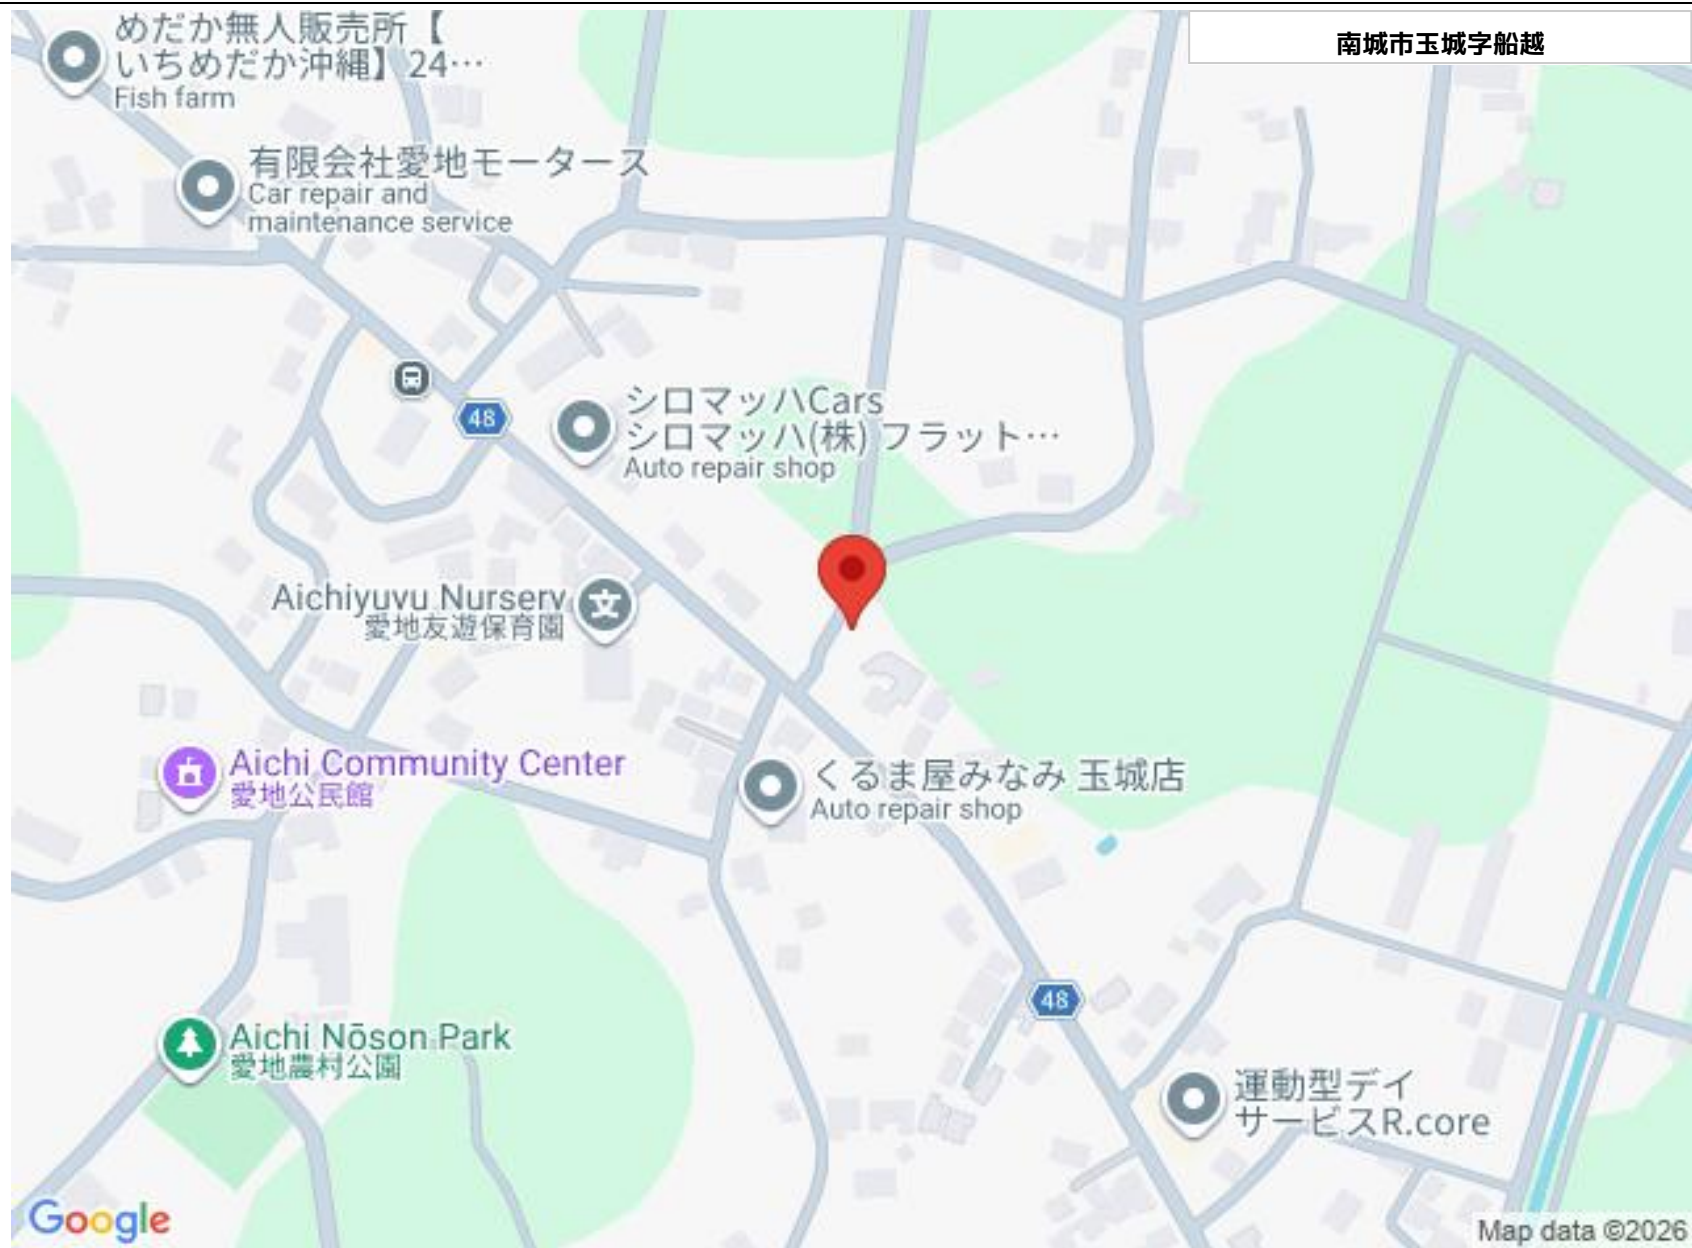 めだか無人販売所【
いちめだか沖縄】 24…
Fish farm
南城市玉城字船越
有限会社愛地モータース
Car repair and
maintenance service
48
シロマッハCars
シロマッハ(株) フラット…
Auto repair shop
Aichiyuvu Nursery
愛地友遊保育園
Aichi Community Center
愛地公民館
くるま屋みなみ 玉城店
Auto repair shop
48
Aichi Nōson Park
愛地農村公園
運動型デイ
サービスR.core
Google
Map data ©2026